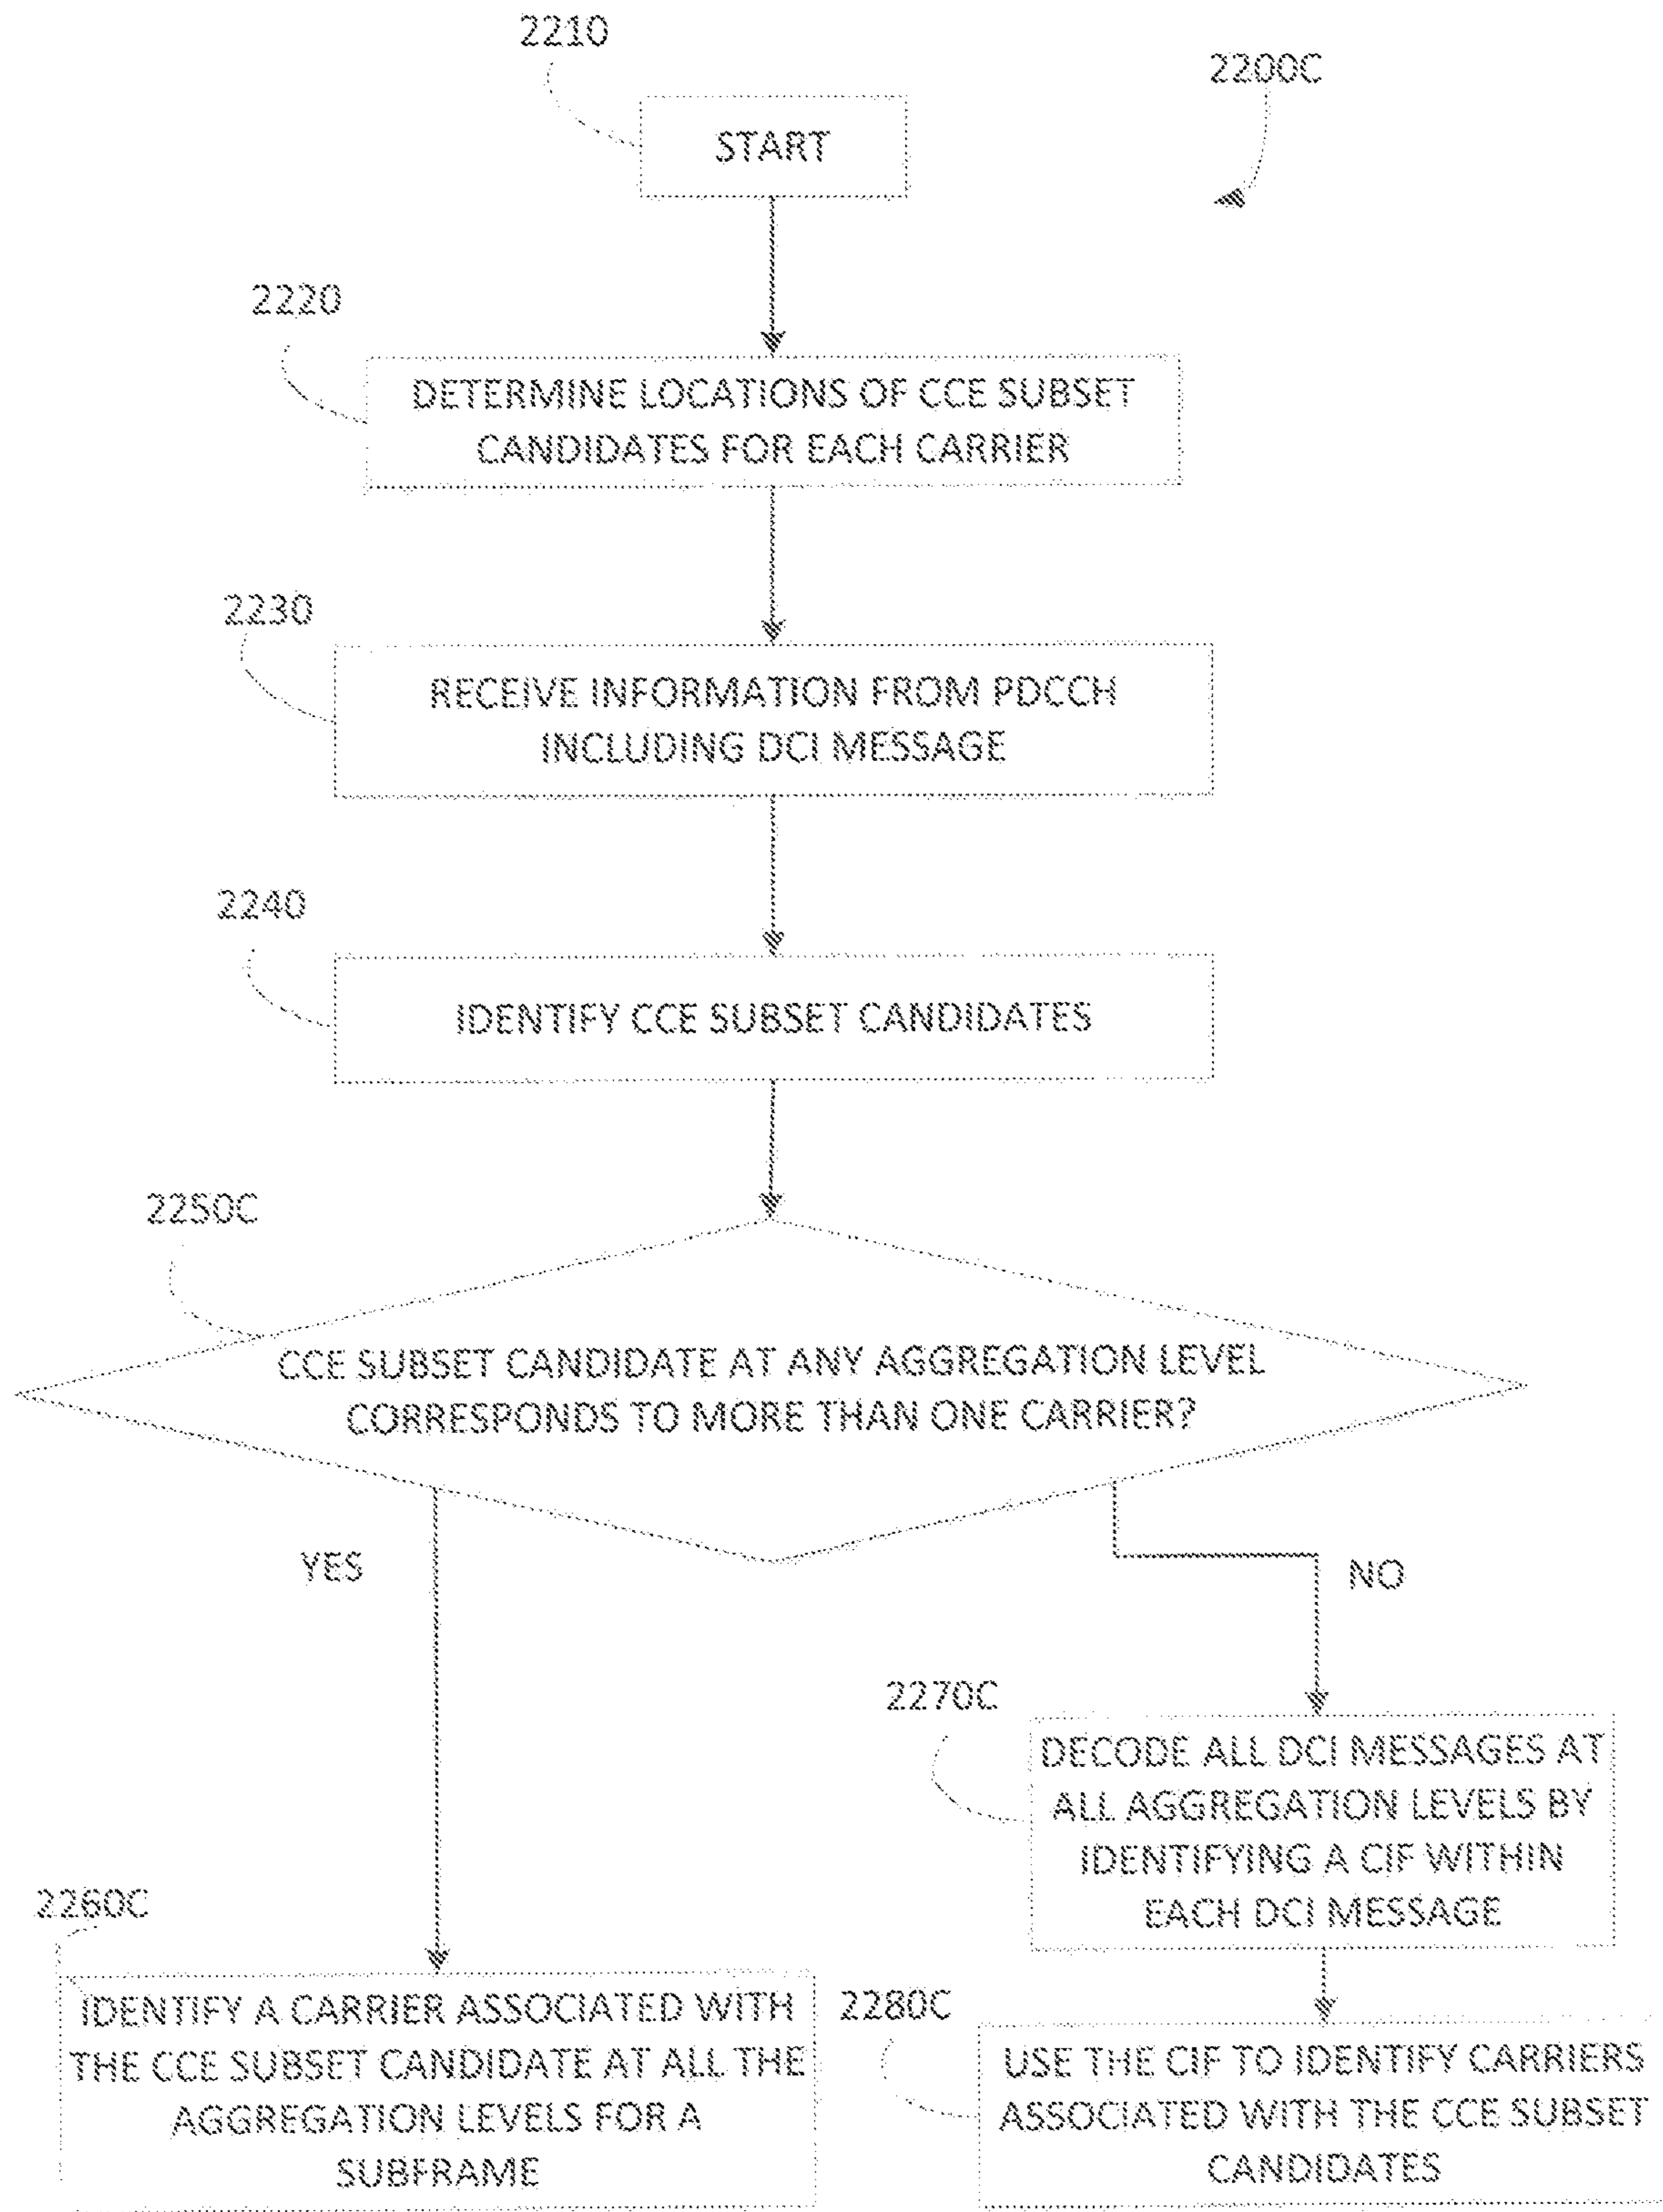 2210
2200C
START
2220
DETERMINE LOCATIONS OF CCE SUBSET
CANDIDATES FOR EACH CARRIER
2230
RECEIVE INFORMATION FROM PDCCH
INCLUDING DCI MESSAGE
2240
IDENTIFY CCE SUBSET CANDIDATES
2250C
CCE SUBSET CANDIDATE AT ANY AGGREGATION LEVEL
CORRESPONDS TO MORE THAN ONE CARRIER?
YES
NO
2270C
DECODE ALL DCI MESSAGES AT
ALL AGGREGATION LEVELS BY
IDENTIFYING A CIF WITHIN
EACH DCI MESSAGE
2260C
IDENTIFY A CARRIER ASSOCIATED WITH
THE CCE SUBSET CANDIDATE AT ALL THE
AGGREGATION LEVELS FOR A
SUBFRAME
2280C
USE THE CIF TO IDENTIFY CARRIERS
ASSOCIATED WITH THE CCE SUBSET
CANDIDATES